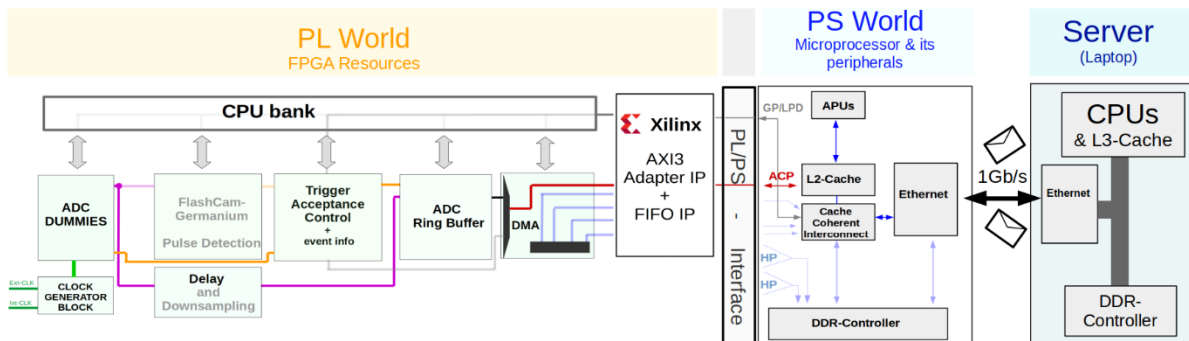 PL World
FPGA Resources
PS World
Microprocessor & its
peripherals
Server
(Laptop)
CPU bank
ADC
DUMMIES
FlashCam-
Germanium
Pulse Detection
Trigger
Acceptance
Control
+
event info
ADC
Ring Buffer
DMA
Ext-CLK
Int-CLK
CLOCK
GENERATOR
BLOCK
Delay
and
Downsampling
Xilinx
AXI3
Adapter IP
+
FIFO IP
PL/PS - Interface
GP/LPD
APUs
ACP
L2-Cache
Cache
Coherent
Interconnect
Ethernet
HP
HP
DDR-Controller
1Gb/s
CPUs
& L3-Cache
Ethernet
DDR-
Controller